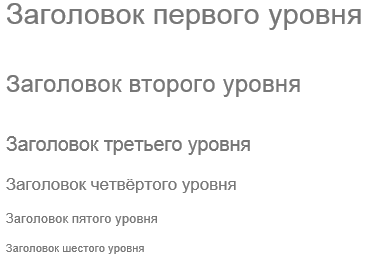 Заголовок первого уровня
Заголовок второго уровня
Заголовок третьего уровня
Заголовок четвёртого уровня
Заголовок пятого уровня
Заголовок шестого уровня